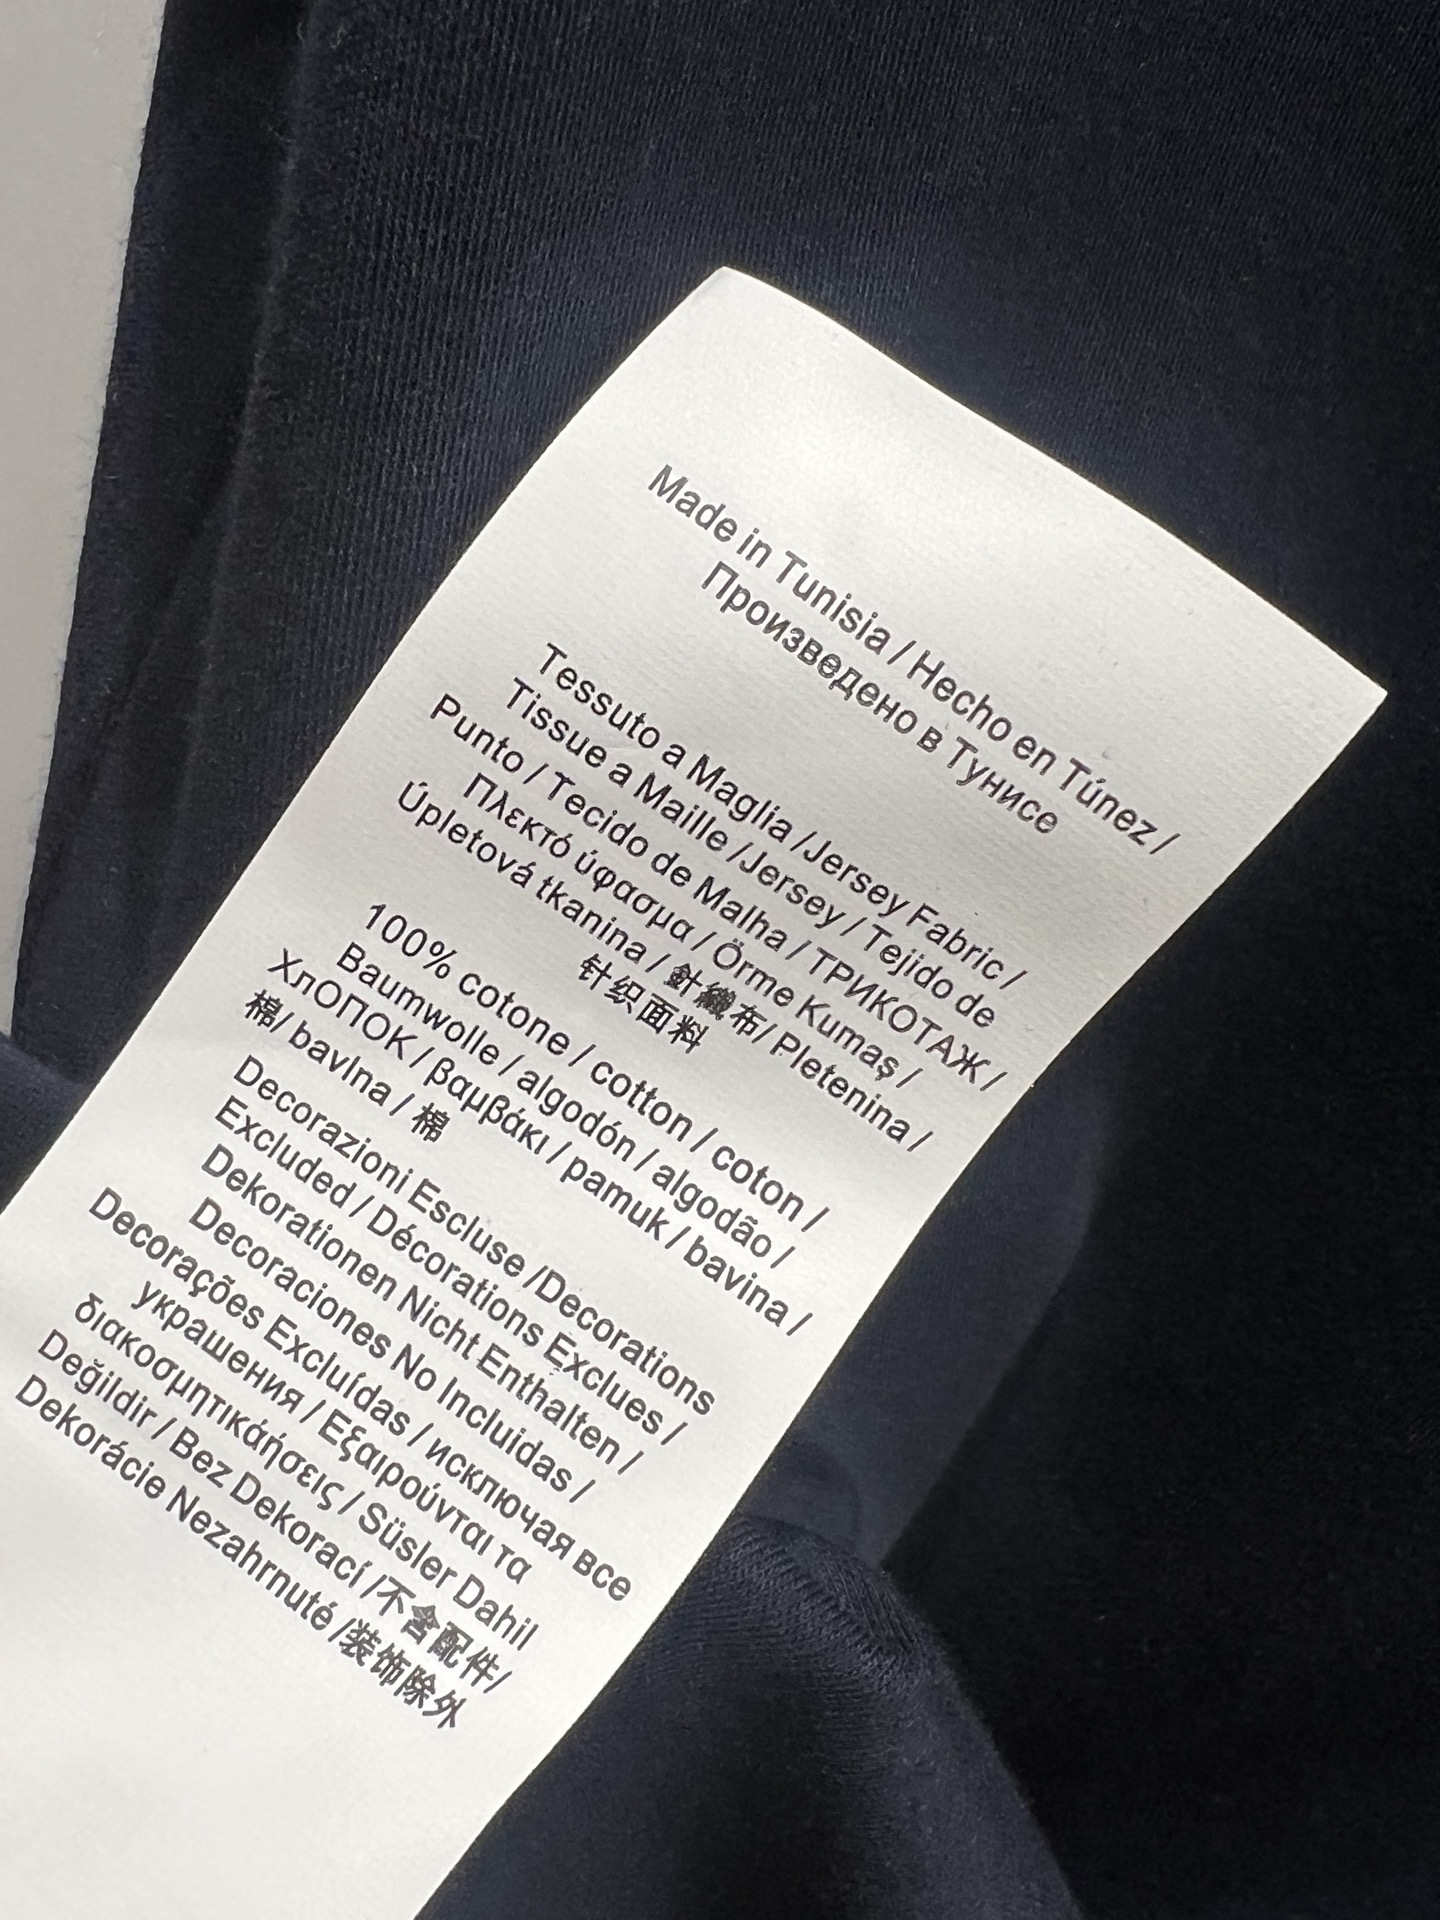 Made in Tunisia / Hecho en Túnez /
Произведено в Тунисе
Tessuto a Maglia /Jersey Fabric /
Tissue a Maille /Jersey / Tejido de
Punto / Tecido de Malha / ТРИКОТАЖ /
Πλεκτό ύφασμα / Örme Kumaş /
Úpletová tkanina / 針織布/ Pletenina /
针织面料
100% cotone / cotton / coton /
Baumwolle / algodón / algodão /
ХлОПОК / βαμβάκι / pamuk / bavina /
棉/ bavlna / 棉
Decorazioni Escluse /Decorations
Excluded / Décorations Exclues /
Dekorationen Nicht Enthalten /
Decoraciones No Incluidas /
Decorações Excluídas / исключая все
украшения / Εξαιρούνται τα
διακοσμητικάήσεις / Süsler Dahil
Değildir / Bez Dekorací /不含配件/
Dekorácie Nezahrnuté /装饰除外